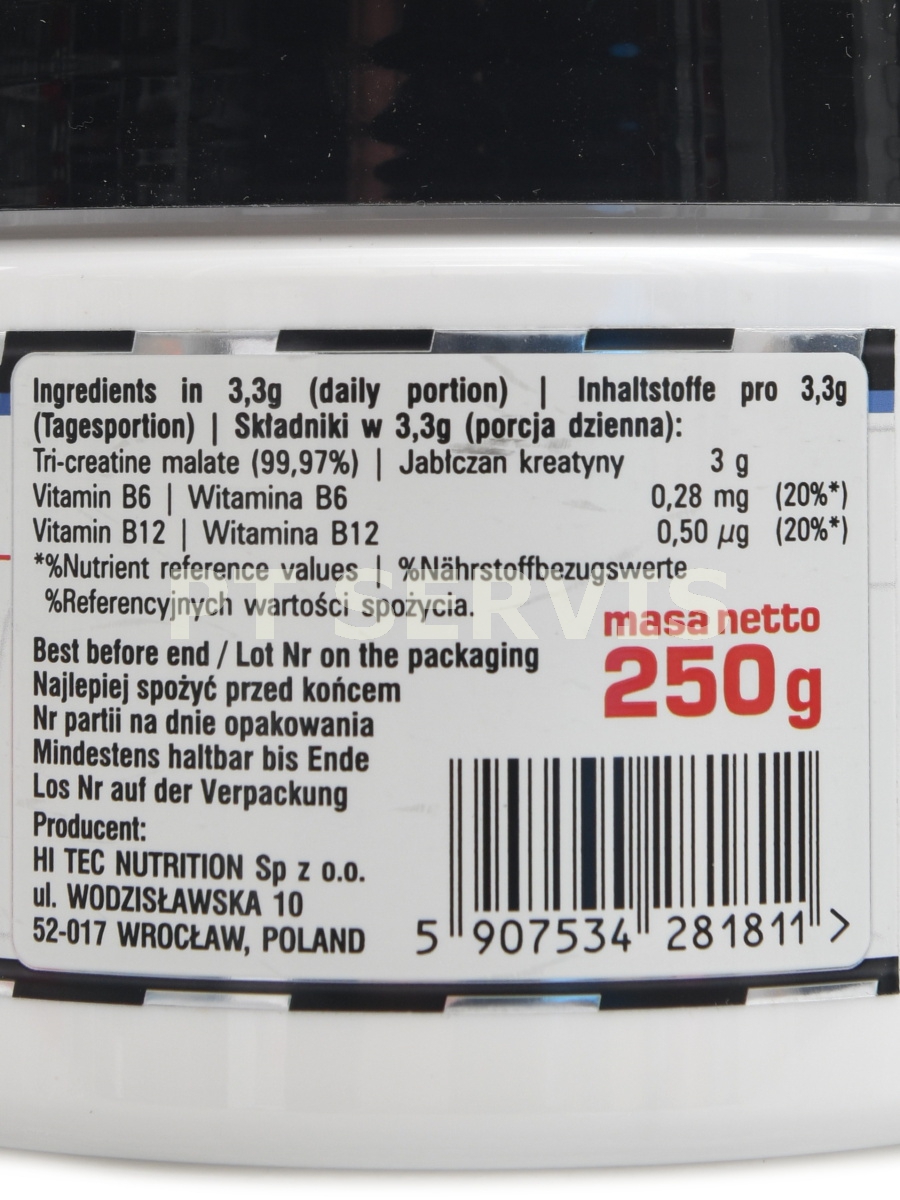 Ingredients in 3,3g (daily portion) | Inhaltstoffe pro 3,3g
(Tagesportion) | Składniki w 3,3g (porcja dzienna):
Tri-creatine malate (99,97%) | Jabłczan kreatyny 3 g
Vitamin B6 | Witamina B6 0,28 mg (20%*)
Vitamin B12 | Witamina B12 0,50 µg (20%*)
*%Nutrient reference values | %Nährstoffbezugswerte
%Referencyjnych wartości spożycia.
PT SERVIS
masa netto
250g
Best before end / Lot Nr on the packaging
Najlepiej spożyć przed końcem
Nr partii na dnie opakowania
Mindestens haltbar bis Ende
Los Nr auf der Verpackung
Producent:
HI TEC NUTRITION Sp z o.o.
ul. WODZISŁAWSKA 10
52-017 WROCŁAW, POLAND
5 907534 281811 >